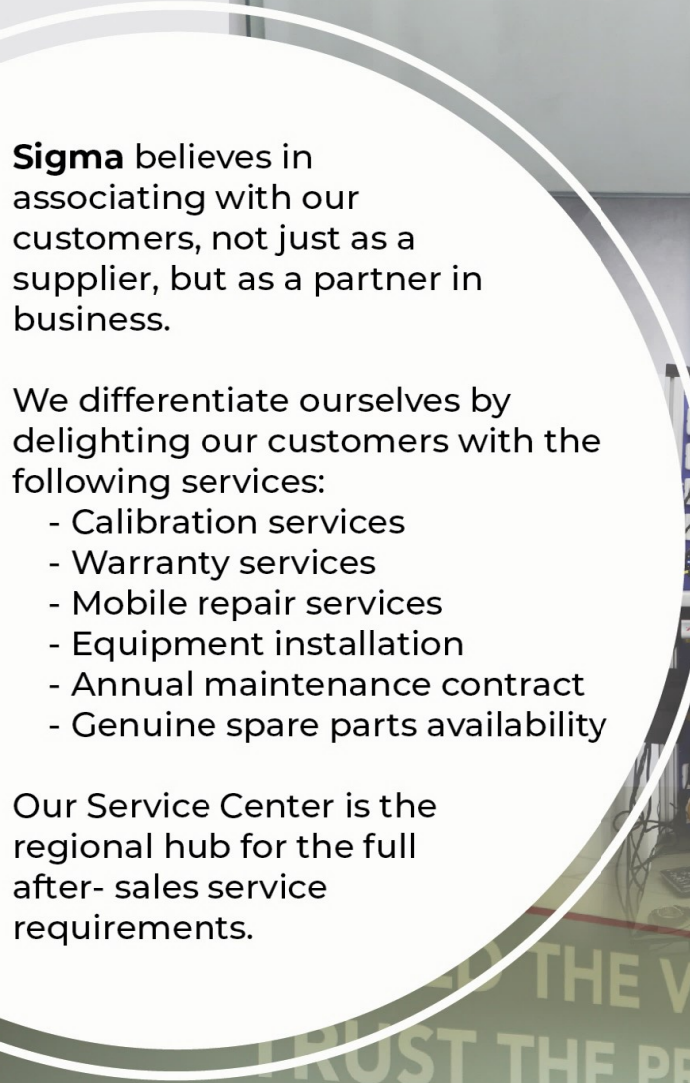 Sigma believes in
associating with our
customers, not just as a
supplier, but as a partner in
business.
We differentiate ourselves by
delighting our customers with the
following services:
- Calibration services
- Warranty services
- Mobile repair services
- Equipment installation
- Annual maintenance contract
- Genuine spare parts availability
Our Service Center is the
regional hub for the full
after- sales service
requirements.
THE
TRUST THE